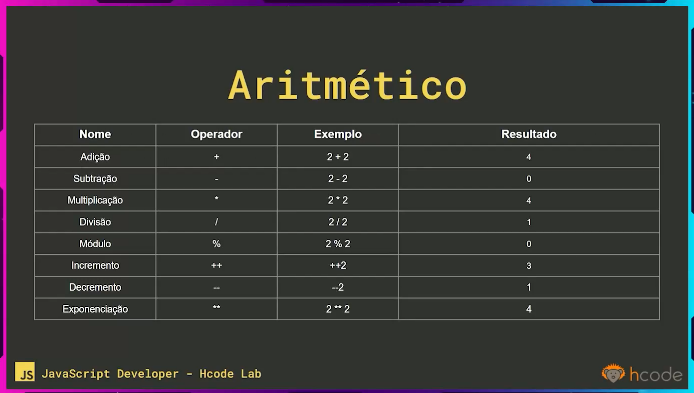 Aritmético
Nome Operador Exemplo Resultado
Adição + 2 + 2 4
Subtração - 2 - 2 0
Multiplicação * 2 * 2 4
Divisão / 2 / 2 1
Módulo % 2 % 2 0
Incremento ++ ++2 3
Decremento -- --2 1
Exponenciação ** 2 ** 2 4
JS JavaScript Developer - Hcode Lab hcode